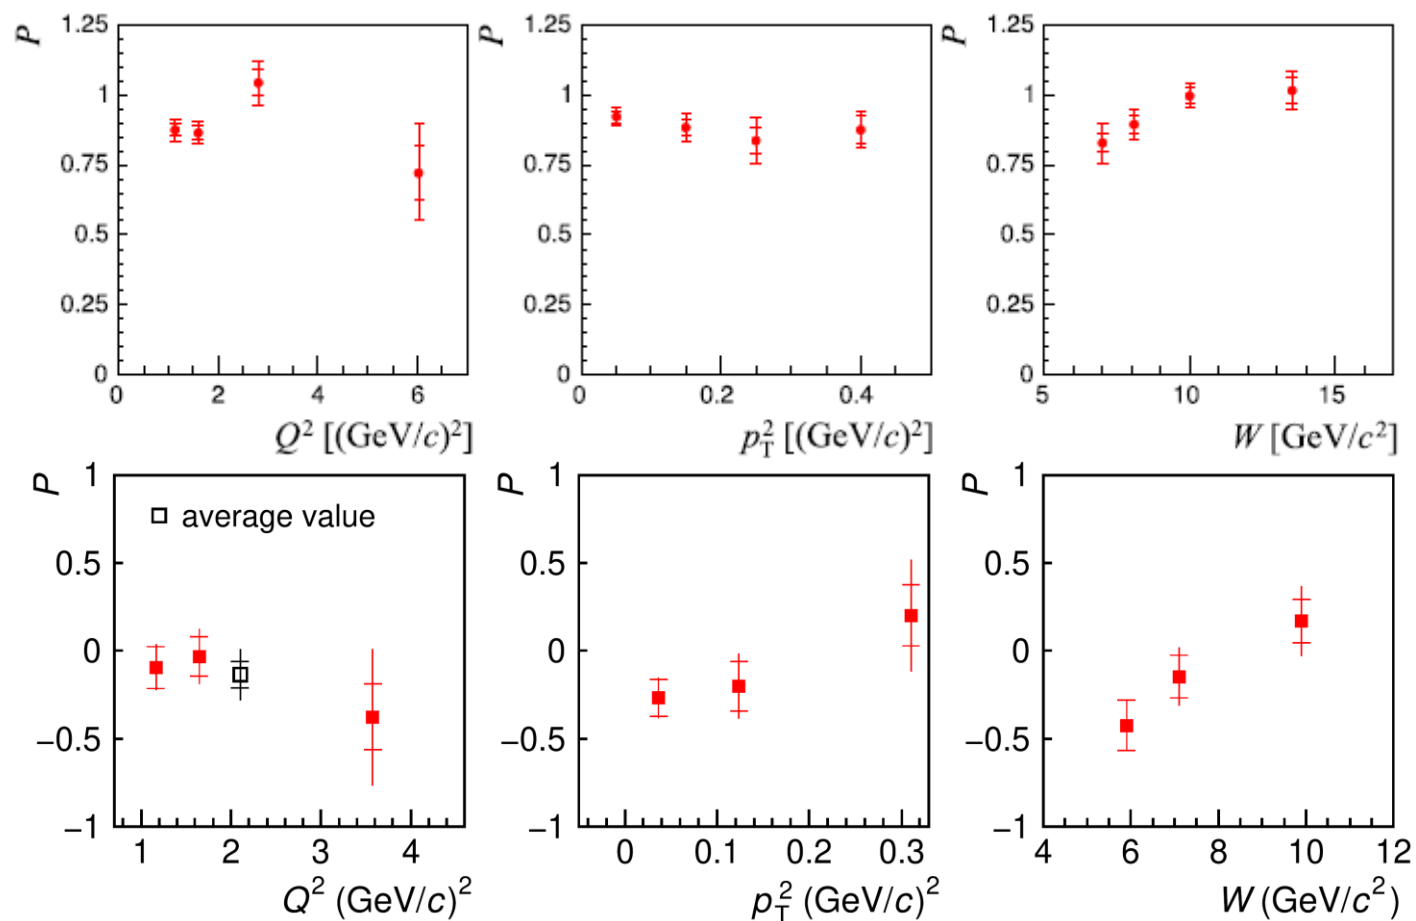 P
1.25
1
0.75
0.5
0.25
0
0 2 4 6
Q² [(GeV/c)²]
P
1.25
1
0.75
0.5
0.25
0
0 0.2 0.4
p_T² [(GeV/c)²]
P
1.25
1
0.75
0.5
0.25
0
5 10 15
W [GeV/c²]
P
1
0.5
0
−0.5
−1
average value
1 2 3 4
Q² (GeV/c)²
P
1
0.5
0
−0.5
−1
0 0.1 0.2 0.3
p_T² (GeV/c)²
P
1
0.5
0
−0.5
−1
4 6 8 10 12
W (GeV/c²)